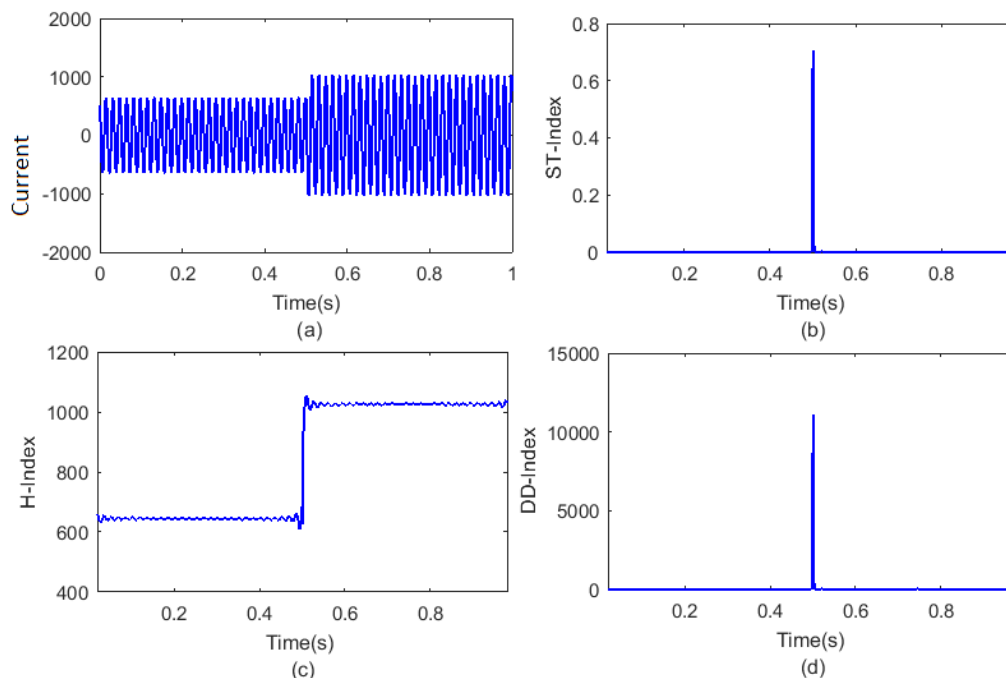 2000
1000
0
-1000
-2000
Current
0 0.2 0.4 0.6 0.8 1
Time(s)
(a)
0.8
0.6
0.4
0.2
0
ST-Index
0.2 0.4 0.6 0.8
Time(s)
(b)
1200
1000
800
600
400
H-Index
0.2 0.4 0.6 0.8
Time(s)
(c)
15000
10000
5000
0
DD-Index
0.2 0.4 0.6 0.8
Time(s)
(d)